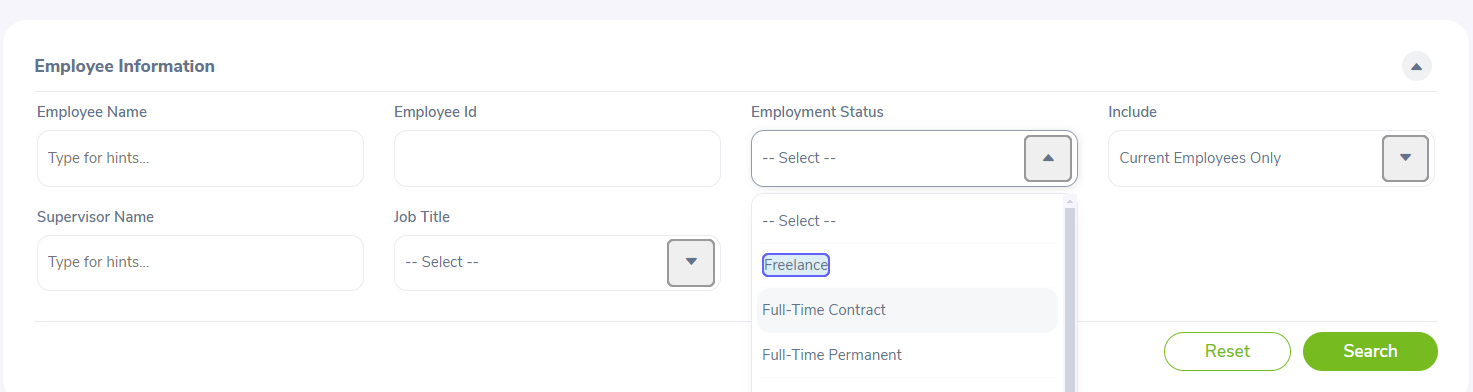 Employee Information
Employee Name
Employee Id
Employment Status
Include
Type for hints...
-- Select --
Current Employees Only
Supervisor Name
Job Title
-- Select --
Type for hints...
-- Select --
Freelance
Full-Time Contract
Full-Time Permanent
Reset
Search